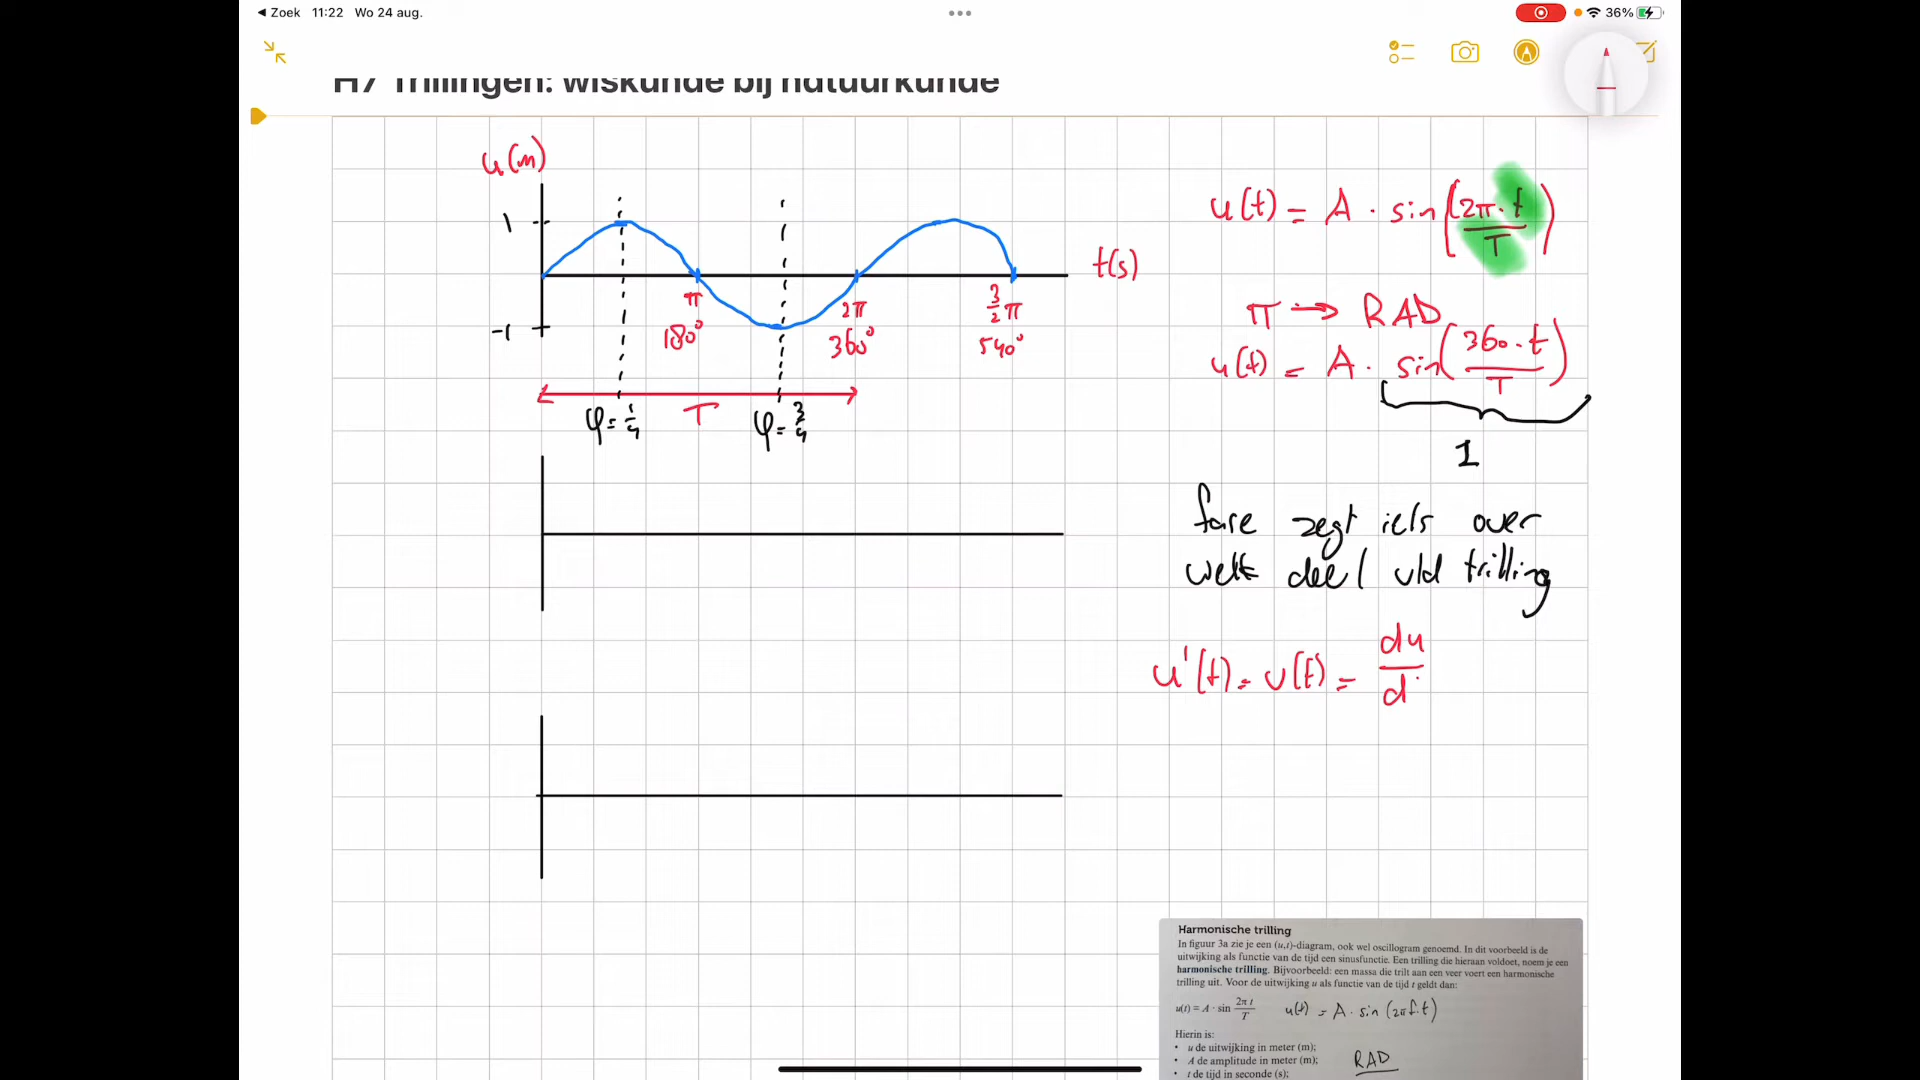 Zoek 11:22 Wo 24 aug.
36%
H7 Trillingen: wiskunde bij natuurkunde
u(m)
1
-1
t(s)
π
180°
2π
360°
3/2 π
540°
T
φ = 1/4
φ = 3/4
u(t) = A · sin(2π·t/T)
π → RAD
u(t) = A · sin(360·t/T)
1
fase zegt iets over
welk deel v/d trilling
u'(t) = v(t) = du/d
Harmonische trilling
In figuur 3a zie je een (u,t)-diagram, ook wel oscillogram genoemd. In dit voorbeeld is de
uitwijking als functie van de tijd een sinusfunctie. Een trilling die hieraan voldoet, noem je een
harmonische trilling. Bijvoorbeeld: een massa die trilt aan een veer voert een harmonische
trilling uit. Voor de uitwijking u als functie van de tijd t geldt dan:
u(t) = A · sin 2π t/T u(t) = A · sin (2π f·t)
Hierin is:
• u de uitwijking in meter (m);
• A de amplitude in meter (m);
RAD
• t de tijd in seconde (s);